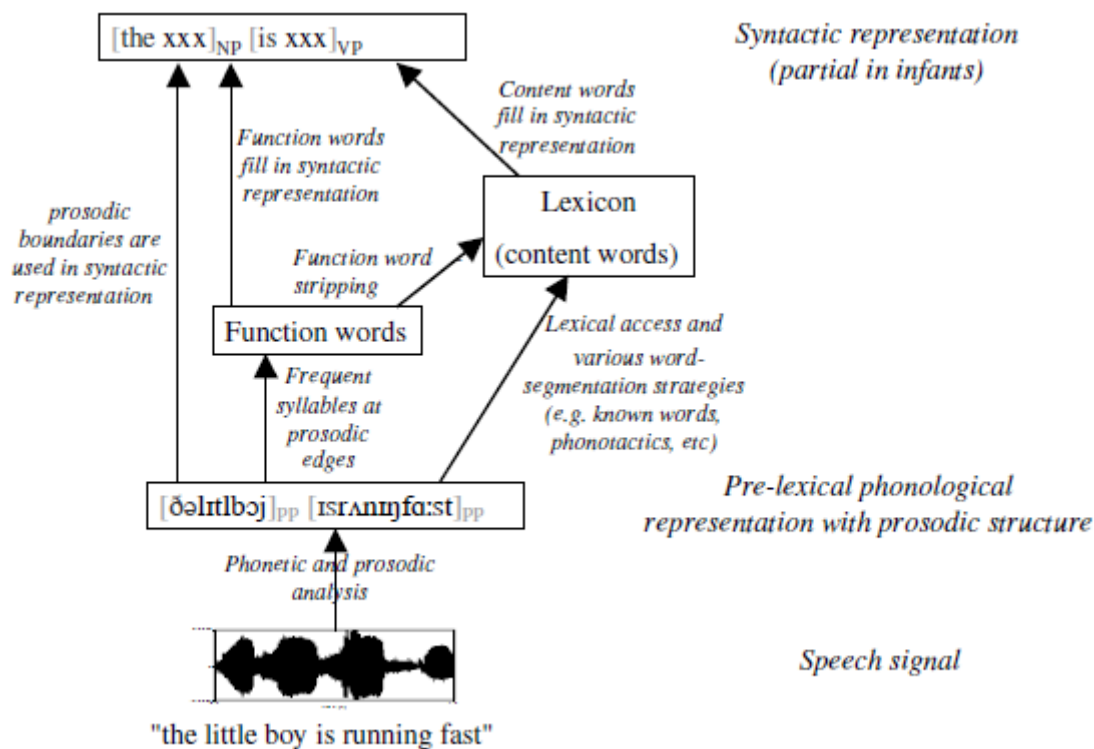 [the xxx]NP [is xxx]VP
Syntactic representation
(partial in infants)
Content words
fill in syntactic
representation
Function words
fill in syntactic
representation
prosodic
boundaries are
used in syntactic
representation
Lexicon
(content words)
Function word
stripping
Function words
Lexical access and
various word-
segmentation strategies
(e.g. known words,
phonotactics, etc)
Frequent
syllables at
prosodic
edges
[ðəlɪtlbɔj]pp [ɪsrʌnɪŋfɑ:st]pp
Pre-lexical phonological
representation with prosodic structure
Phonetic and prosodic
analysis
Speech signal
"the little boy is running fast"